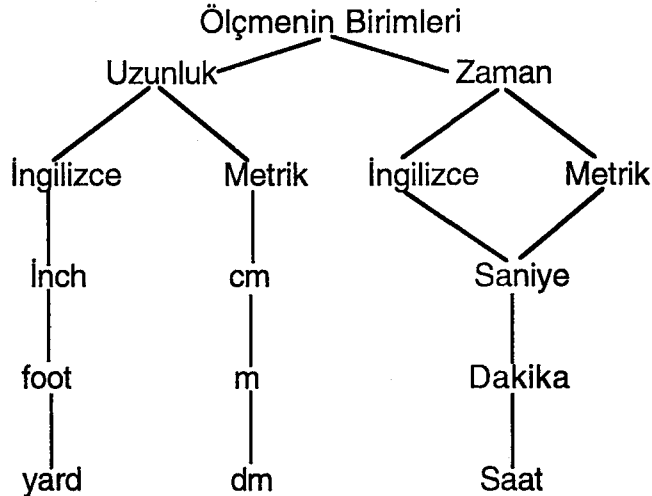 Ölçmenin Birimleri
Uzunluk Zaman
İngilizce Metrik İngilizce Metrik
İnch cm Saniye
foot m Dakika
yard dm Saat